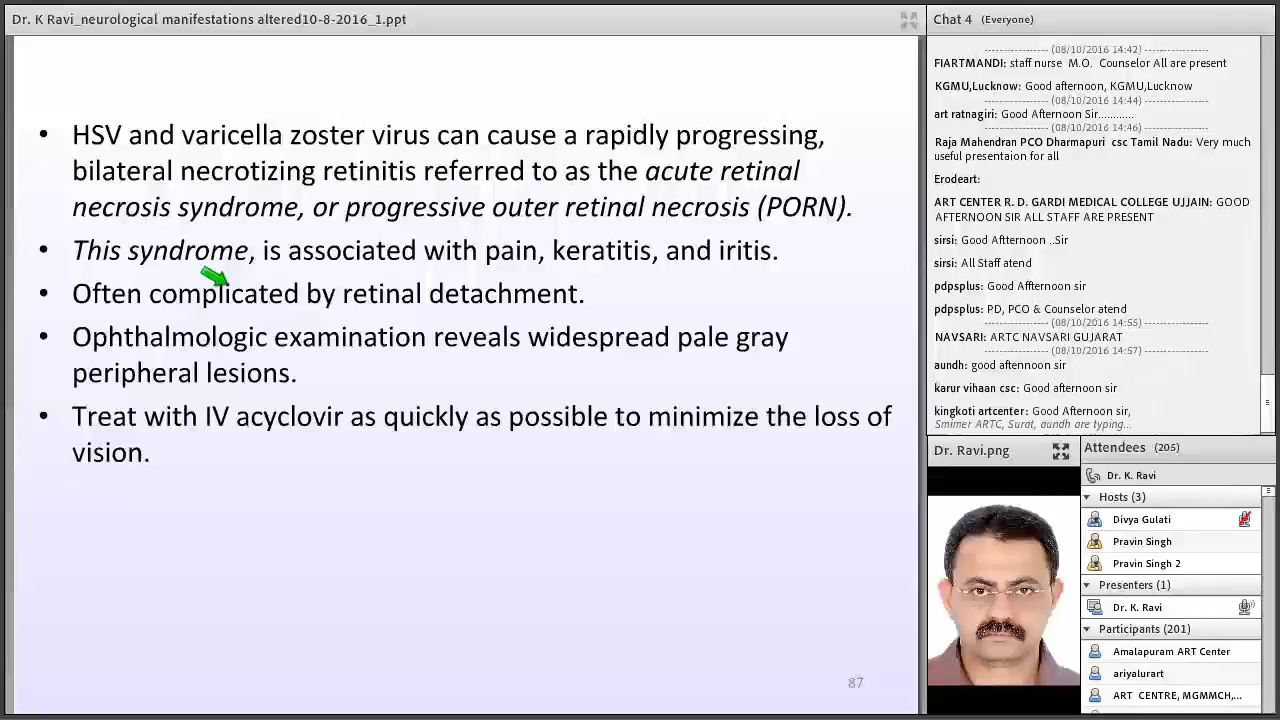 Dr. K Ravi_neurological manifestations altered10-8-2016_1.ppt
• HSV and varicella zoster virus can cause a rapidly progressing,
bilateral necrotizing retinitis referred to as the acute retinal
necrosis syndrome, or progressive outer retinal necrosis (PORN).
• This syndrome, is associated with pain, keratitis, and iritis.
• Often complicated by retinal detachment.
• Ophthalmologic examination reveals widespread pale gray
peripheral lesions.
• Treat with IV acyclovir as quickly as possible to minimize the loss of
vision.
87
Chat 4 (Everyone)
---------------- (08/10/2016 14:42) ----------------
FIARTMANDI: staff nurse M.O. Counselor All are present
KGMU,Lucknow: Good afternoon, KGMU,Lucknow
---------------- (08/10/2016 14:44) ----------------
art ratnagiri: Good Afternoon Sir...........
---------------- (08/10/2016 14:46) ----------------
Raja Mahendran PCO Dharmapuri csc Tamil Nadu: Very much
useful presentaion for all
Erodeart:
ART CENTER R. D. GARDI MEDICAL COLLEGE UJJAIN: GOOD
AFTERNOON SIR ALL STAFF ARE PRESENT
sirsi: Good Aftternoon ..Sir
sirsi: All Staff atend
pdpsplus: Good Affternoon sir
pdpsplus: PD, PCO & Counselor atend
---------------- (08/10/2016 14:55) ----------------
NAVSARI: ARTC NAVSARI GUJARAT
---------------- (08/10/2016 14:57) ----------------
aundh: good afternoon sir
karur vihaan csc: Good afternoon sir
kingkoti artcenter: Good Afternoon sir,
Smimer ARTC, Surat, aundh are typing...
Dr. Ravi.png
Attendees (205)
Dr. K. Ravi
Hosts (3)
Divya Gulati
Pravin Singh
Pravin Singh 2
Presenters (1)
Dr. K. Ravi
Participants (201)
Amalapuram ART Center
ariyalurart
ART CENTRE, MGMMCH,...